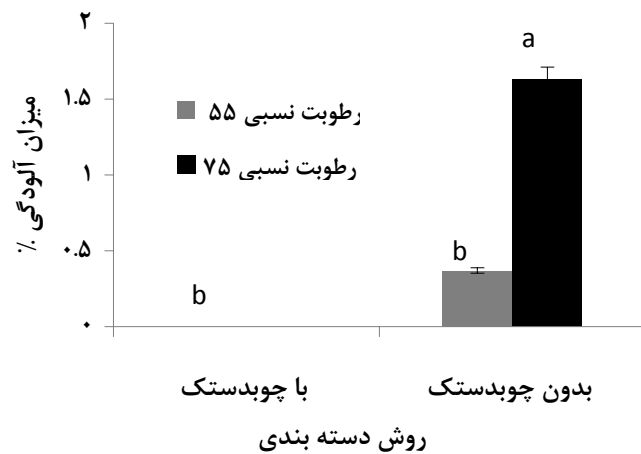 ۲
a
۱.۵
رطوبت نسبی ۵۵
۱
رطوبت نسبی ۷۵
میزان آلودگی %
۰.۵
b
b
۰
با چوبدستک
بدون چوبدستک
روش دسته بندی